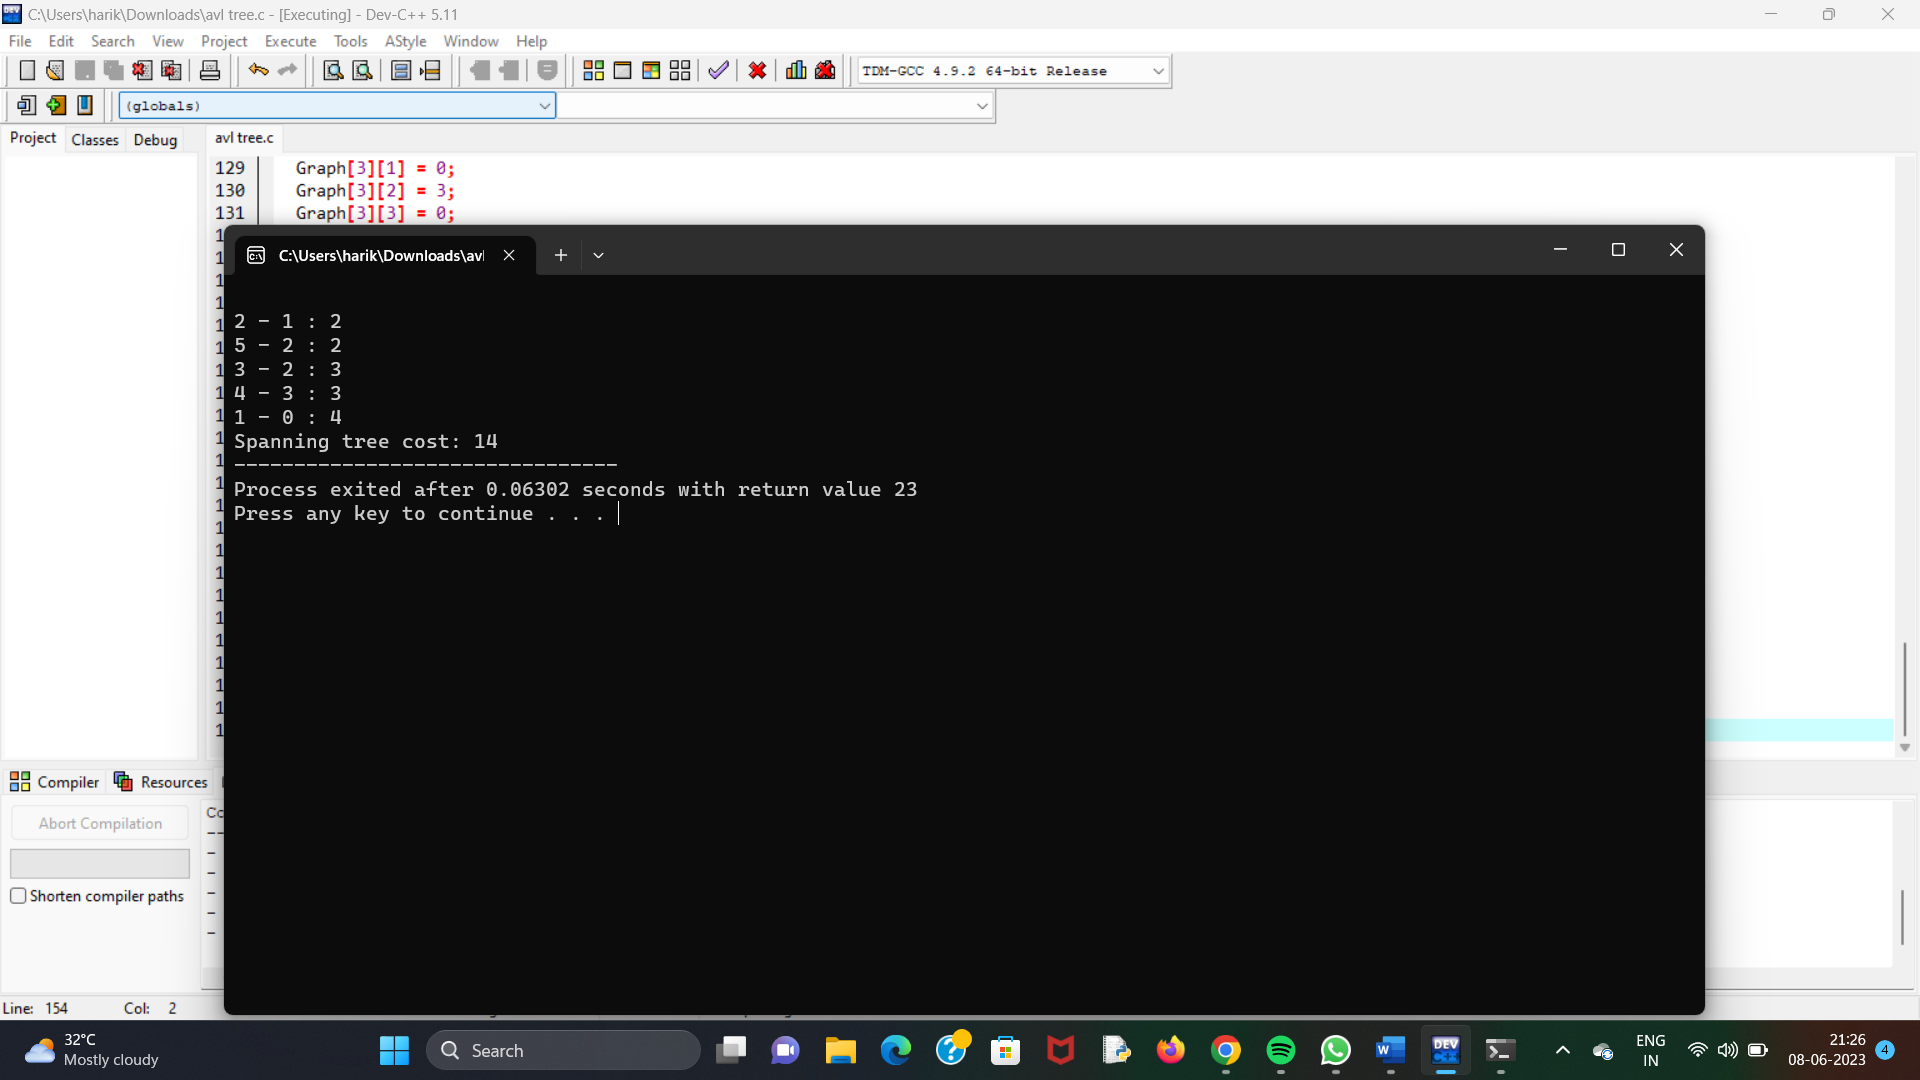 C:\Users\harik\Downloads\avl tree.c - [Executing] - Dev-C++ 5.11
File Edit Search View Project Execute Tools AStyle Window Help
TDM-GCC 4.9.2 64-bit Release
(globals)
Project Classes Debug
avl tree.c
129 Graph[3][1] = 0;
130 Graph[3][2] = 3;
131 Graph[3][3] = 0;
C:\Users\harik\Downloads\avl
2 - 1 : 2
5 - 2 : 2
3 - 2 : 3
4 - 3 : 3
1 - 0 : 4
Spanning tree cost: 14
--------------------------------
Process exited after 0.06302 seconds with return value 23
Press any key to continue . . .
Compiler Resources
Abort Compilation
Shorten compiler paths
Line: 154 Col: 2
32°C
Mostly cloudy
Search
ENG
IN
21:26
08-06-2023
4